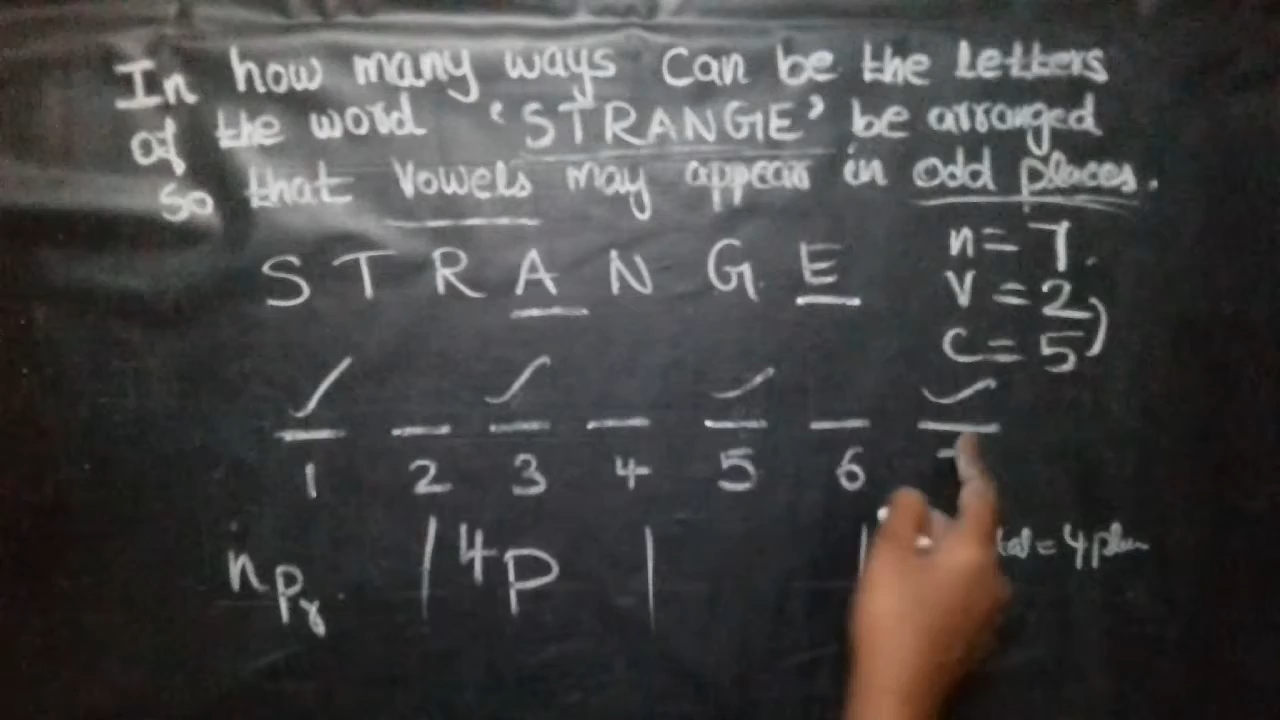 In how many ways can be the letters
of the word 'STRANGE' be arranged
so that vowels may appear in odd places.
S T R A N G E
n = 7.
V = 2
C = 5)
1 2 3 4 5 6
nPr | 4P | | = 4